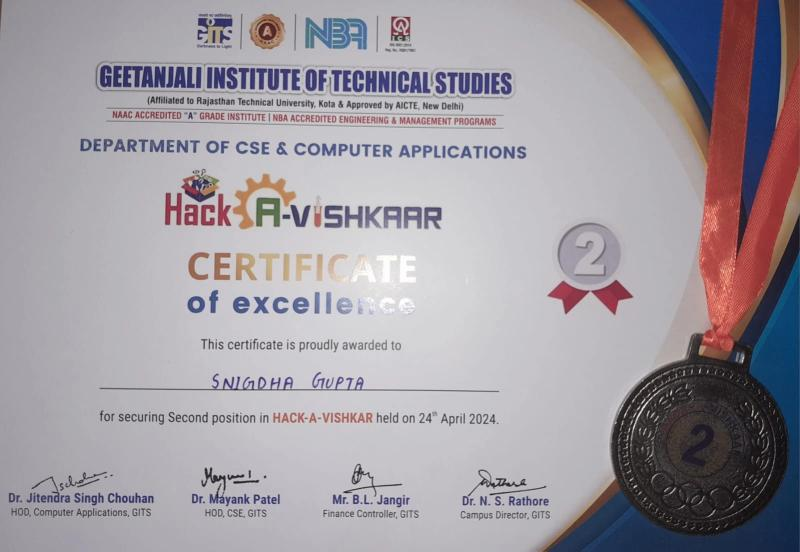 GITS
Darkness to Light
NBA
ICS
GEETANJALI INSTITUTE OF TECHNICAL STUDIES
(Affiliated to Rajasthan Technical University, Kota & Approved by AICTE, New Delhi)
NAAC ACCREDITED "A" GRADE INSTITUTE | NBA ACCREDITED ENGINEERING & MANAGEMENT PROGRAMS
DEPARTMENT OF CSE & COMPUTER APPLICATIONS
Hack A-VISHKAAR
CERTIFICATE
of excellence
2
This certificate is proudly awarded to
SNIGDHA GUPTA
for securing Second position in HACK-A-VISHKAR held on 24th April 2024.
2
Dr. Jitendra Singh Chouhan Dr. Mayank Patel Mr. B.L. Jangir Dr. N. S. Rathore
HOD, Computer Applications, GITS HOD, CSE, GITS Finance Controller, GITS Campus Director, GITS